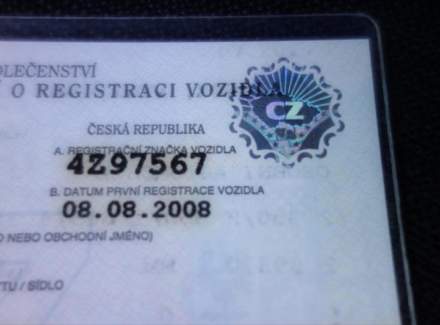 OLEČENSTVÍ
O REGISTRACI VOZIDLA
CZ
ČESKÁ REPUBLIKA
A. REGISTRAČNÍ ZNAČKA VOZIDLA
4Z97567
B. DATUM PRVNÍ REGISTRACE VOZIDLA
08.08.2008
O NEBO OBCHODNÍ JMÉNO)
YTU / SÍDLO